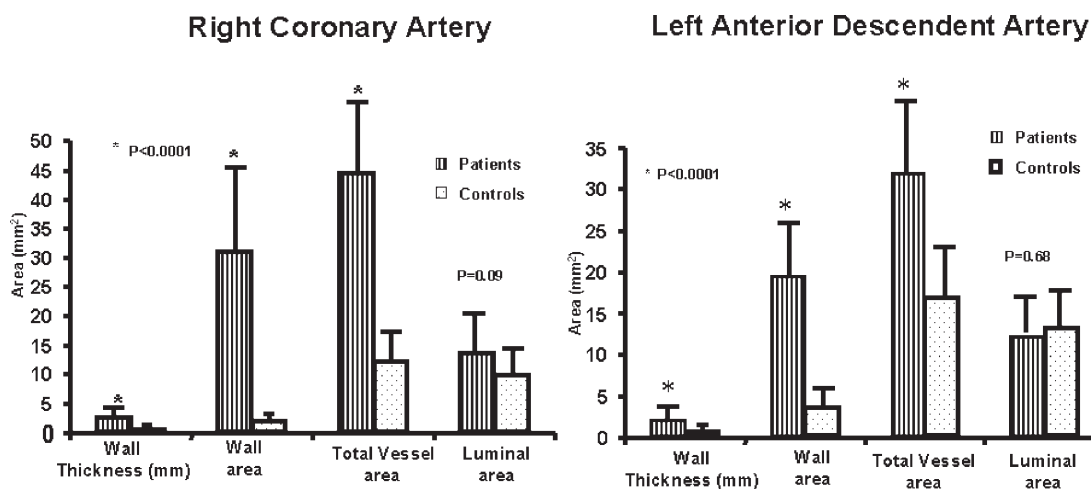 Right Coronary Artery
* P<0.0001
Patients
Controls
Area (mm²)
50
45
40
35
30
25
20
15
10
5
0
*
*
*
P=0.09
Wall
Thickness (mm)
Wall
area
Total Vessel
area
Luminal
area
Left Anterior Descendent Artery
* P<0.0001
Patients
Controls
Area (mm²)
35
30
25
20
15
10
5
0
*
*
*
P=0.68
Wall
Thickness (mm)
Wall
area
Total Vessel
area
Luminal
area